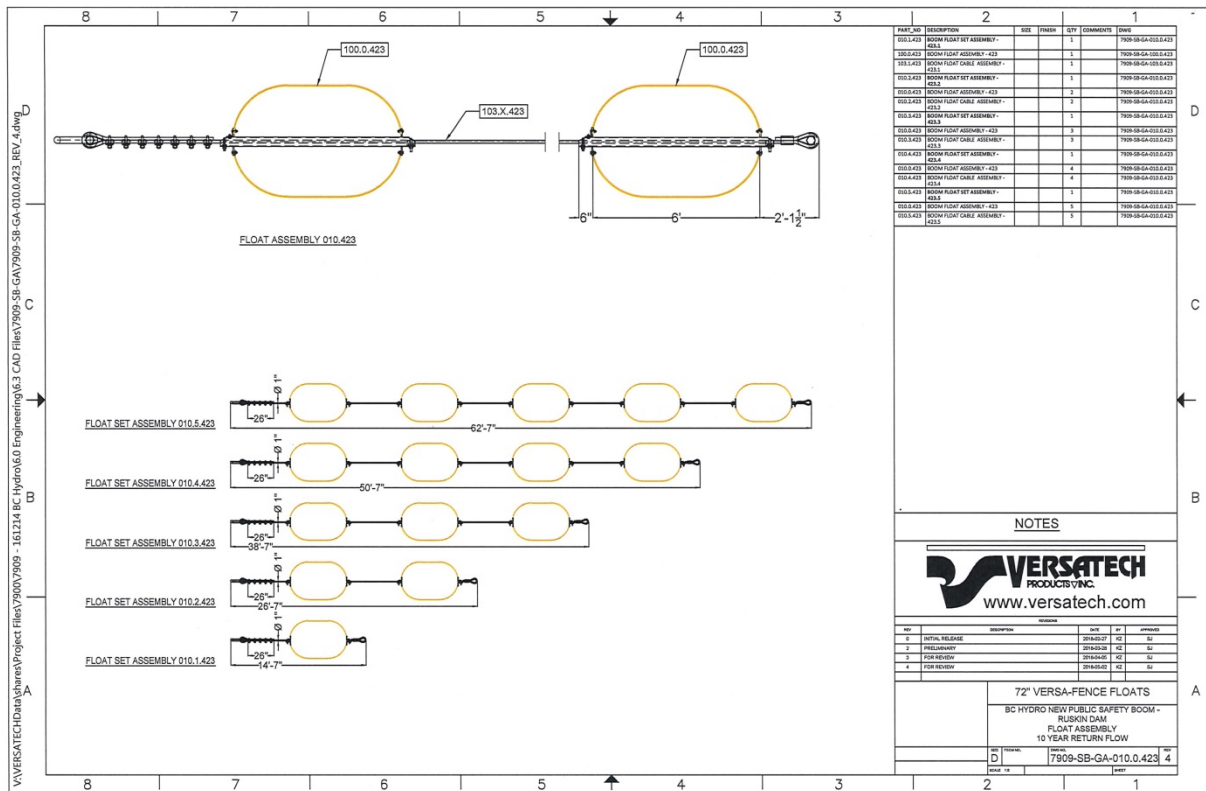 8 7 6 5 4 3 2 1
D
C
B
A
V:\VERSATECHData\shares\Project Files\7900\7909 - 161214 BC Hydro\6.0 Engineering\6.3 CAD Files\7909-SB-GA\7909-SB-GA-010.0.423_REV_4.dwg
100.0.423
100.0.423
103.X.423
6"
6'
2'-1½"
FLOAT ASSEMBLY 010.423
Ø 1"
26"
62'-7"
FLOAT SET ASSEMBLY 010.5.423
Ø 1"
26"
50'-7"
FLOAT SET ASSEMBLY 010.4.423
Ø 1"
26"
38'-7"
FLOAT SET ASSEMBLY 010.3.423
Ø 1"
26"
26'-7"
FLOAT SET ASSEMBLY 010.2.423
Ø 1"
26"
14'-7"
FLOAT SET ASSEMBLY 010.1.423
PART_NO DESCRIPTION SIZE FINISH QTY COMMENTS DWG
010.1.423 BOOM FLOAT SET ASSEMBLY - 1 7909-SB-GA-010.0.423
423.1
100.0.423 BOOM FLOAT ASSEMBLY - 423 1 7909-SB-GA-100.0.423
103.1.423 BOOM FLOAT CABLE ASSEMBLY - 1 7909-SB-GA-103.0.423
423.1
010.2.423 BOOM FLOAT SET ASSEMBLY - 1 7909-SB-GA-010.0.423
423.2
010.0.423 BOOM FLOAT ASSEMBLY - 423 2 7909-SB-GA-010.0.423
010.2.423 BOOM FLOAT CABLE ASSEMBLY - 2 7909-SB-GA-010.0.423
423.2
010.3.423 BOOM FLOAT SET ASSEMBLY - 1 7909-SB-GA-010.0.423
423.3
010.0.423 BOOM FLOAT ASSEMBLY - 423 3 7909-SB-GA-010.0.423
010.3.423 BOOM FLOAT CABLE ASSEMBLY - 3 7909-SB-GA-010.0.423
423.3
010.4.423 BOOM FLOAT SET ASSEMBLY - 1 7909-SB-GA-010.0.423
423.4
010.0.423 BOOM FLOAT ASSEMBLY - 423 4 7909-SB-GA-010.0.423
010.4.423 BOOM FLOAT CABLE ASSEMBLY - 4 7909-SB-GA-010.0.423
423.4
010.5.423 BOOM FLOAT SET ASSEMBLY - 1 7909-SB-GA-010.0.423
423.5
010.0.423 BOOM FLOAT ASSEMBLY - 423 5 7909-SB-GA-010.0.423
010.5.423 BOOM FLOAT CABLE ASSEMBLY - 5 7909-SB-GA-010.0.423
423.5
NOTES
VERSATECH
PRODUCTS INC.
www.versatech.com
REVISIONS
REV DESCRIPTION DATE BY APPROVED
0 INITIAL RELEASE 2018-02-27 KZ SJ
2 PRELIMINARY 2018-03-28 KZ SJ
3 FOR REVIEW 2018-04-05 KZ SJ
4 FOR REVIEW 2018-05-02 KZ SJ
72" VERSA-FENCE FLOATS
BC HYDRO NEW PUBLIC SAFETY BOOM -
RUSKIN DAM
FLOAT ASSEMBLY
10 YEAR RETURN FLOW
SIZE FSCM NO. DWG NO. REV
D 7909-SB-GA-010.0.423 4
SCALE SHEET
D
C
B
A
8 7 6 5 4 3 2 1